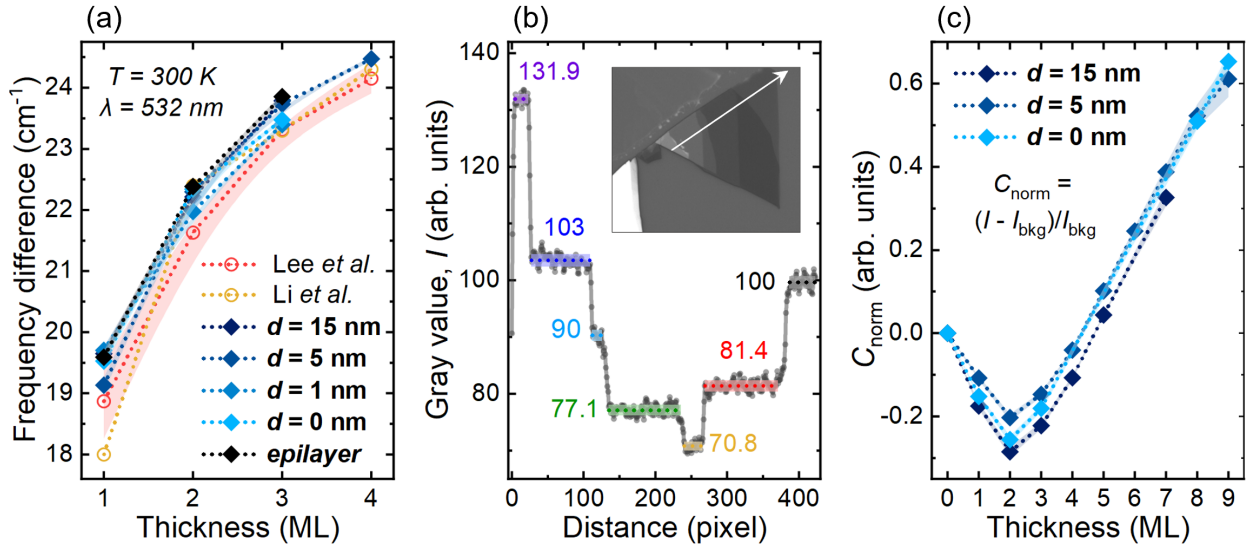 (a)
T = 300 K
λ = 532 nm
Frequency difference (cm⁻¹)
24
23
22
21
20
19
18
Lee et al.
Li et al.
d = 15 nm
d = 5 nm
d = 1 nm
d = 0 nm
epilayer
1 2 3 4
Thickness (ML)
(b)
Gray value, I (arb. units)
140
120
100
80
131.9
103
90
77.1
70.8
81.4
100
0 100 200 300 400
Distance (pixel)
(c)
C_norm (arb. units)
0.6
0.4
0.2
0.0
-0.2
d = 15 nm
d = 5 nm
d = 0 nm
C_norm =
(I - I_bkg)/I_bkg
0 1 2 3 4 5 6 7 8 9
Thickness (ML)